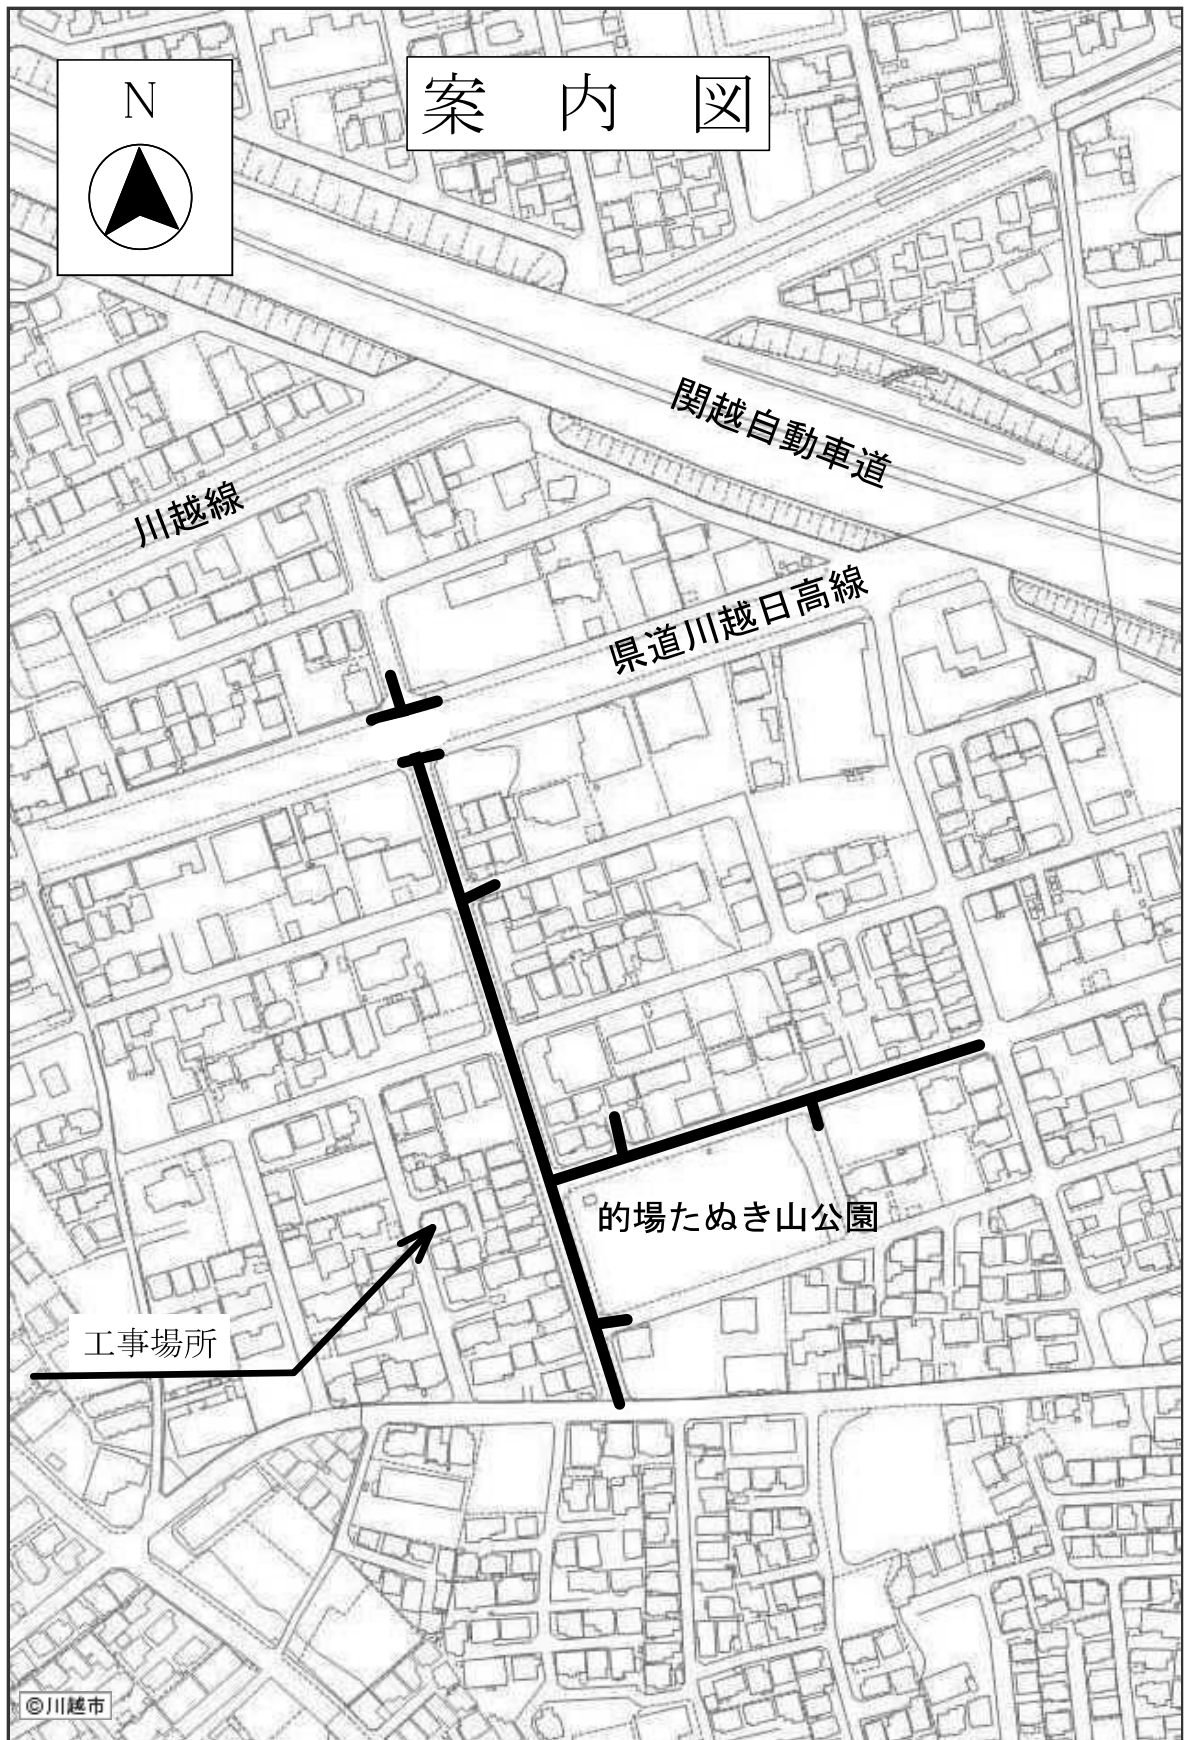 N
案 内 図
関越自動車道
川越線
県道川越日高線
的場たぬき山公園
工事場所
©川越市